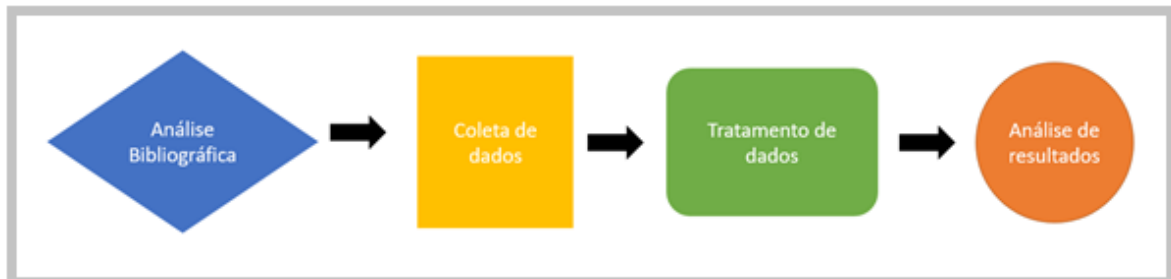 Análise
Bibliográfica
Coleta de
dados
Tratamento de
dados
Análise de
resultados